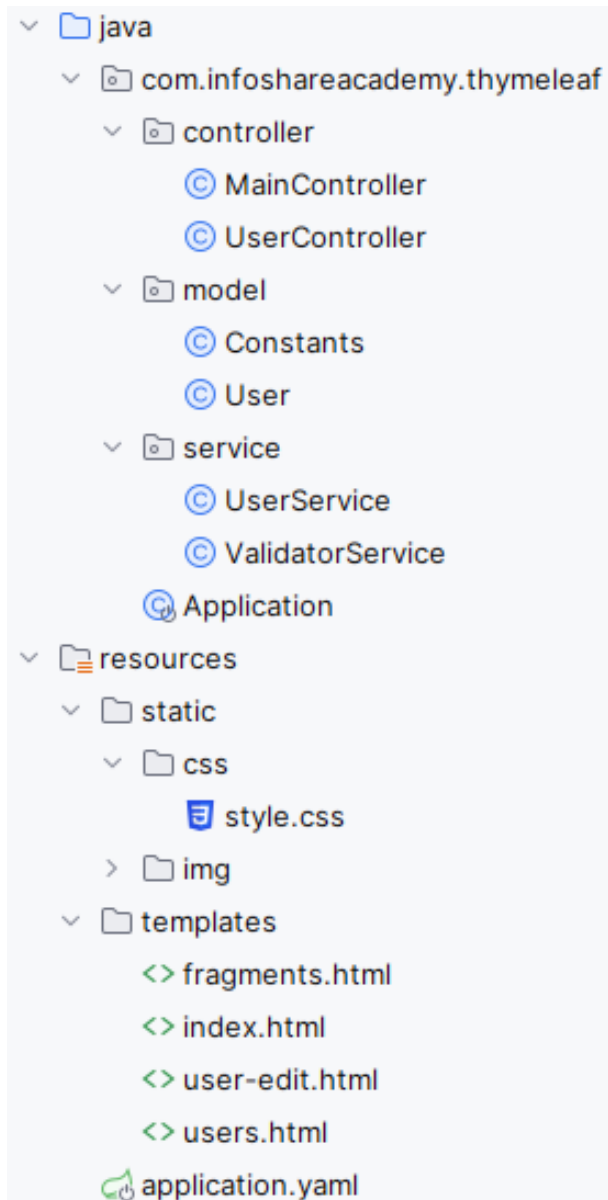 java
com.infoshareacademy.thymeleaf
controller
MainController
UserController
model
Constants
User
service
UserService
ValidatorService
Application
resources
static
css
style.css
img
templates
fragments.html
index.html
user-edit.html
users.html
application.yaml